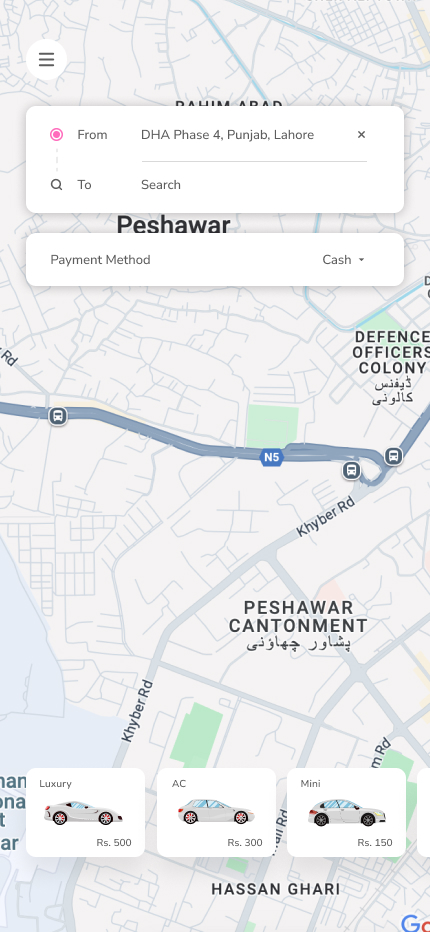 RAHIM ABAD
From
DHA Phase 4, Punjab, Lahore
To
Search
Peshawar
Payment Method
Cash
DEFENCE
OFFICERS
COLONY
ڈیفنس
کالونی
Rd
N5
Khyber Rd
PESHAWAR
CANTONMENT
پشاور چھاؤنی
Khyber Rd
Rd
Luxury
Rs. 500
AC
Rs. 300
Mini
Rs. 150
HASSAN GHARI